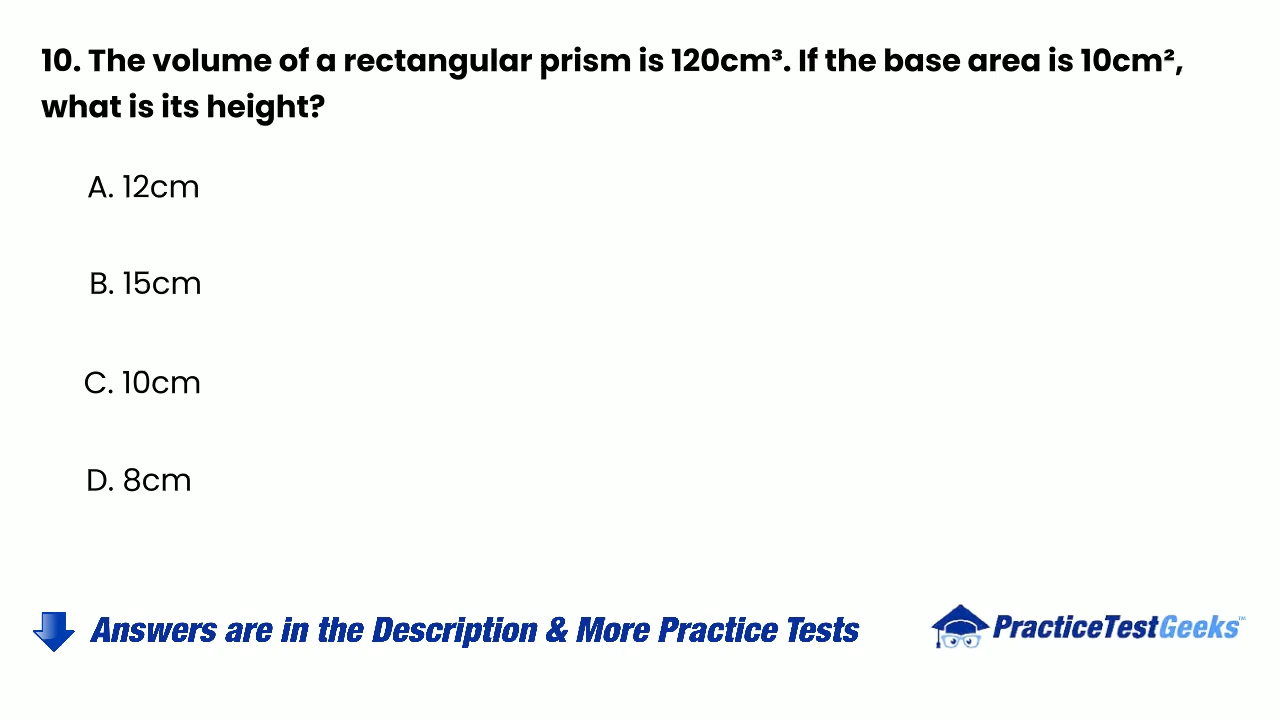 10. The volume of a rectangular prism is 120cm³. If the base area is 10cm²,
what is its height?
A. 12cm
B. 15cm
C. 10cm
D. 8cm
Answers are in the Description & More Practice Tests
PracticeTestGeeks™